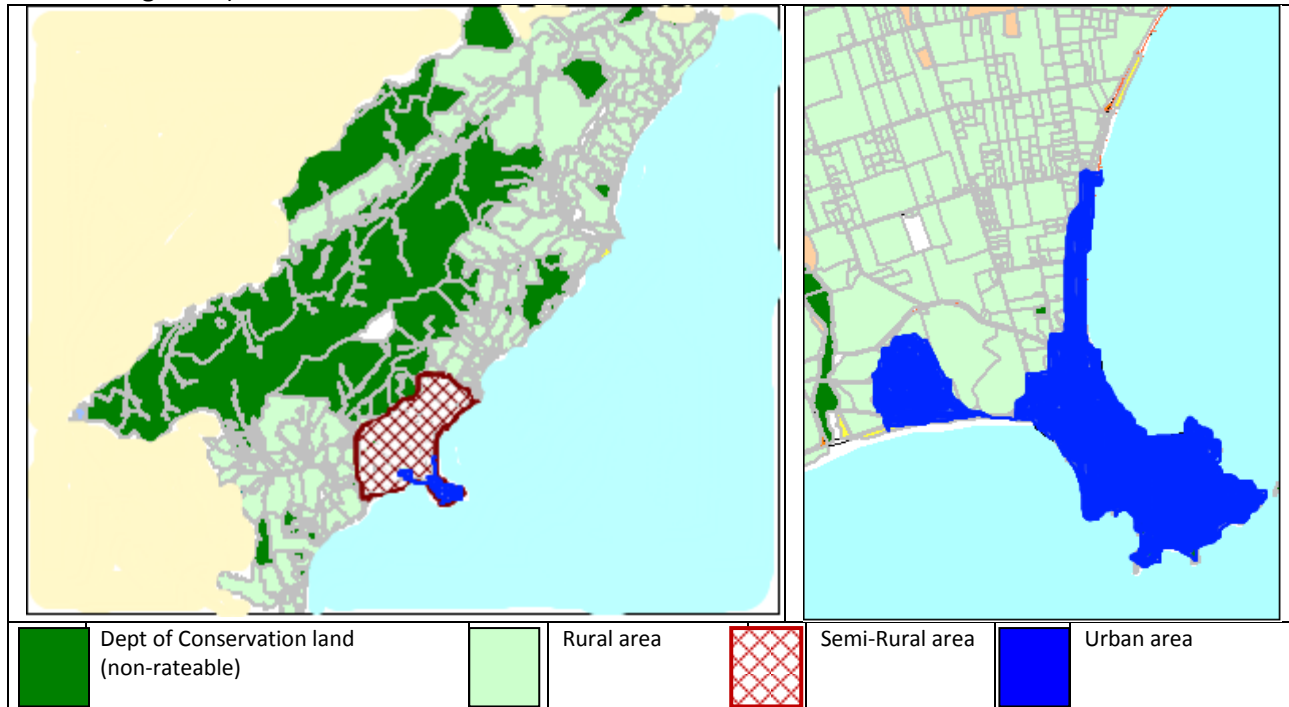 Dept of Conservation land
(non-rateable)
Rural area
Semi-Rural area
Urban area